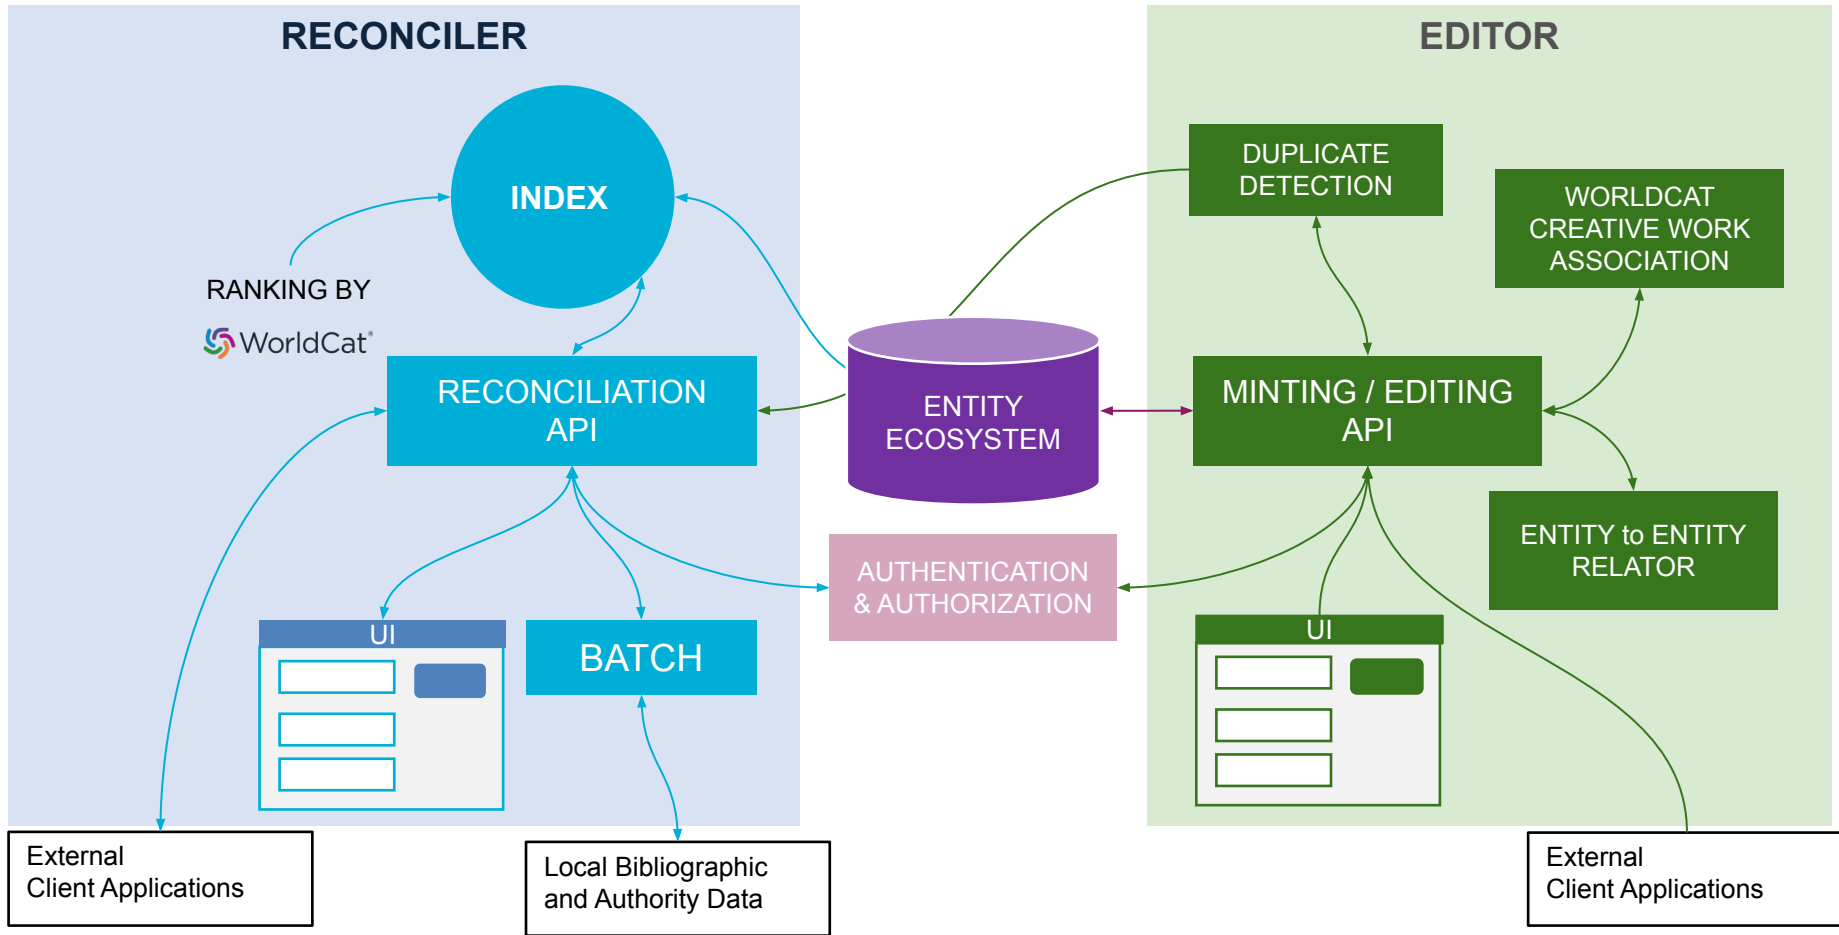 RECONCILER
INDEX
RANKING BY
WorldCat®
RECONCILIATION
API
UI
BATCH
External
Client Applications
Local Bibliographic
and Authority Data
ENTITY
ECOSYSTEM
AUTHENTICATION
& AUTHORIZATION
EDITOR
DUPLICATE
DETECTION
WORLDCAT
CREATIVE WORK
ASSOCIATION
MINTING / EDITING
API
ENTITY to ENTITY
RELATOR
UI
External
Client Applications